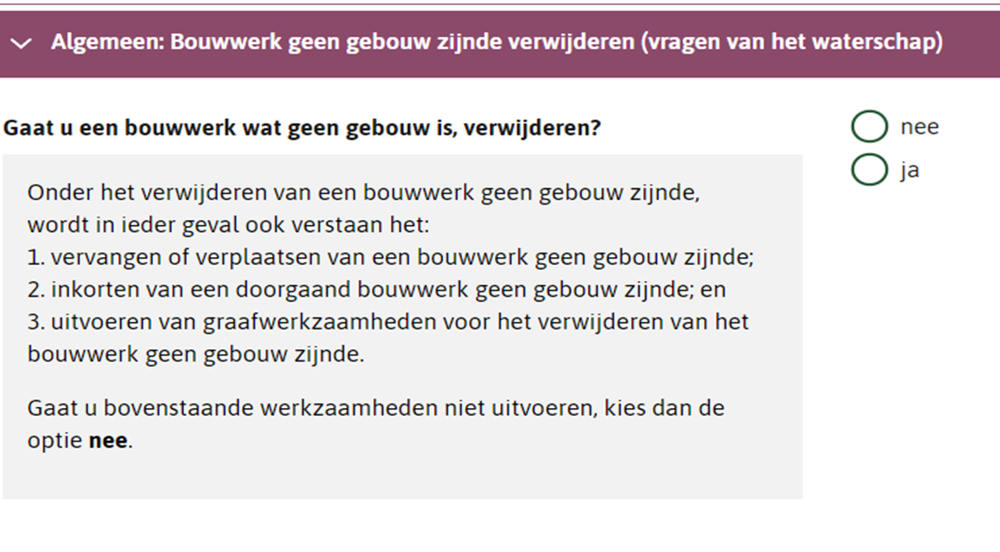 Algemeen: Bouwwerk geen gebouw zijnde verwijderen (vragen van het waterschap)
Gaat u een bouwwerk wat geen gebouw is, verwijderen?
nee
ja
Onder het verwijderen van een bouwwerk geen gebouw zijnde,
wordt in ieder geval ook verstaan het:
1. vervangen of verplaatsen van een bouwwerk geen gebouw zijnde;
2. inkorten van een doorgaand bouwwerk geen gebouw zijnde; en
3. uitvoeren van graafwerkzaamheden voor het verwijderen van het
bouwwerk geen gebouw zijnde.
Gaat u bovenstaande werkzaamheden niet uitvoeren, kies dan de
optie nee.